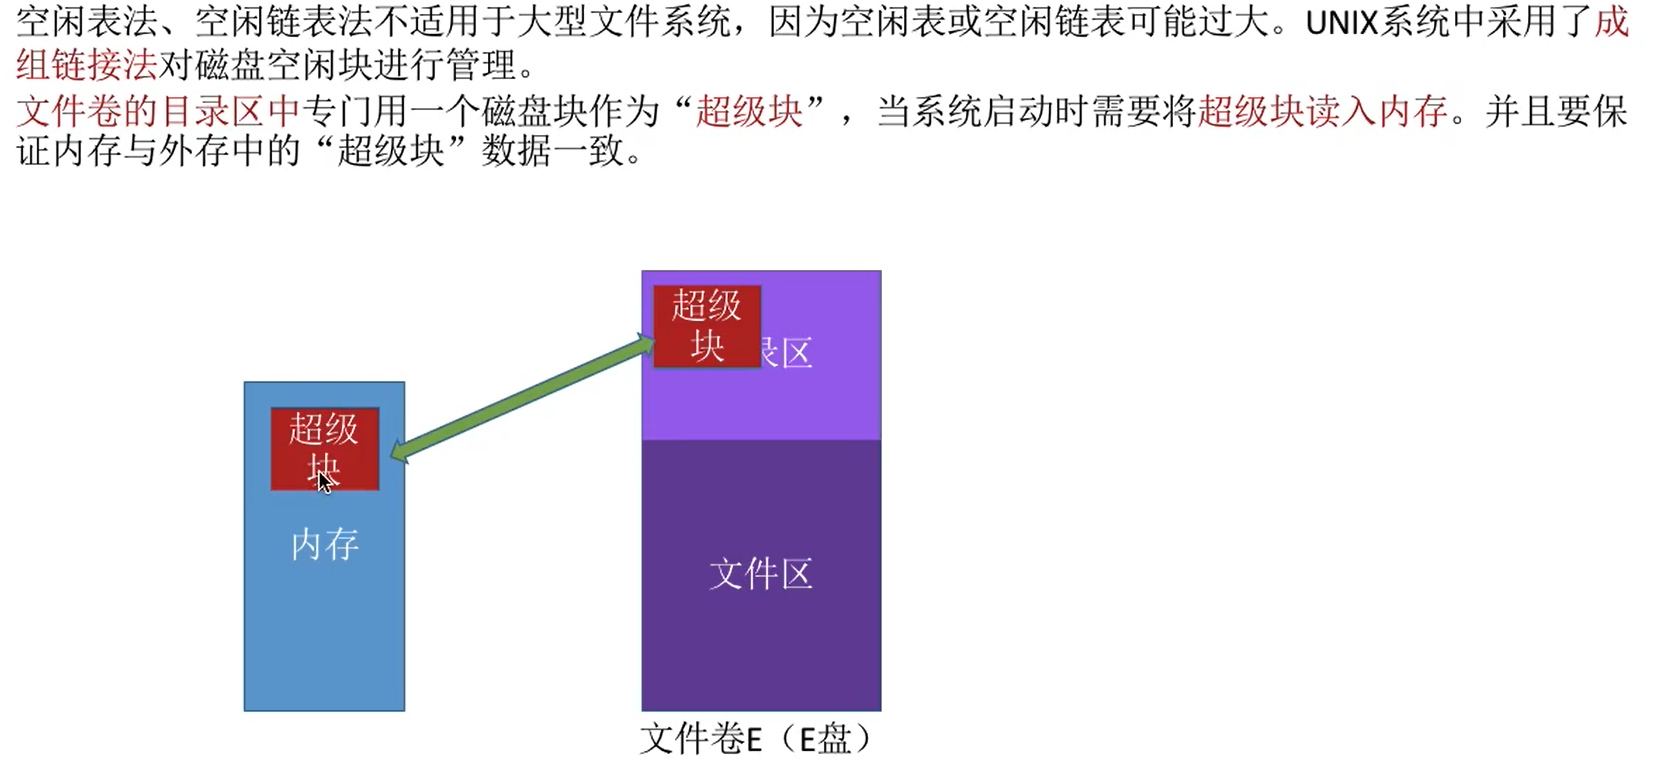 空闲表法、空闲链表法不适用于大型文件系统，因为空闲表或空闲链表可能过大。UNIX系统中采用了成
组链接法对磁盘空闲块进行管理。
文件卷的目录区中专门用一个磁盘块作为“超级块”，当系统启动时需要将超级块读入内存。并且要保
证内存与外存中的“超级块”数据一致。
超级
块
录区
超级
块
内存
文件区
文件卷E（E盘）